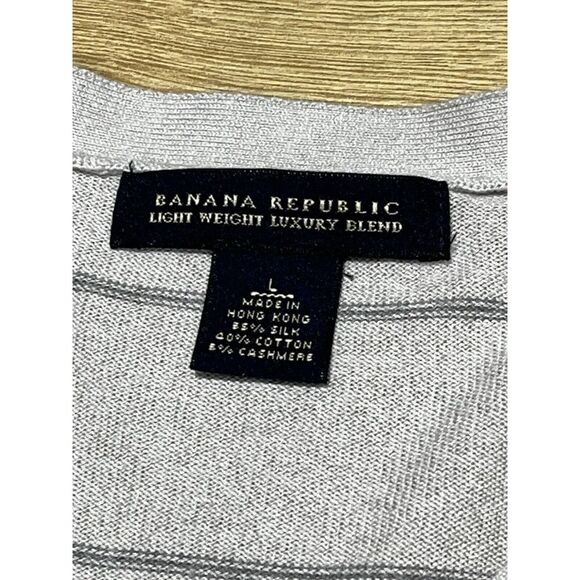 BANANA REPUBLIC
LIGHT WEIGHT LUXURY BLEND
L
MADE IN
HONG KONG
55% SILK
40% COTTON
5% CASHMERE